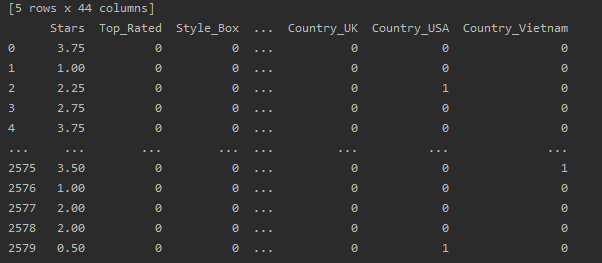 [5 rows x 44 columns]
Stars Top_Rated Style_Box ... Country_UK Country_USA Country_Vietnam
0 3.75 0 0 ... 0 0 0
1 1.00 0 0 ... 0 0 0
2 2.25 0 0 ... 0 1 0
3 2.75 0 0 ... 0 0 0
4 3.75 0 0 ... 0 0 0
... ... ... ... ... ... ... ...
2575 3.50 0 0 ... 0 0 1
2576 1.00 0 0 ... 0 0 0
2577 2.00 0 0 ... 0 0 0
2578 2.00 0 0 ... 0 0 0
2579 0.50 0 0 ... 0 1 0